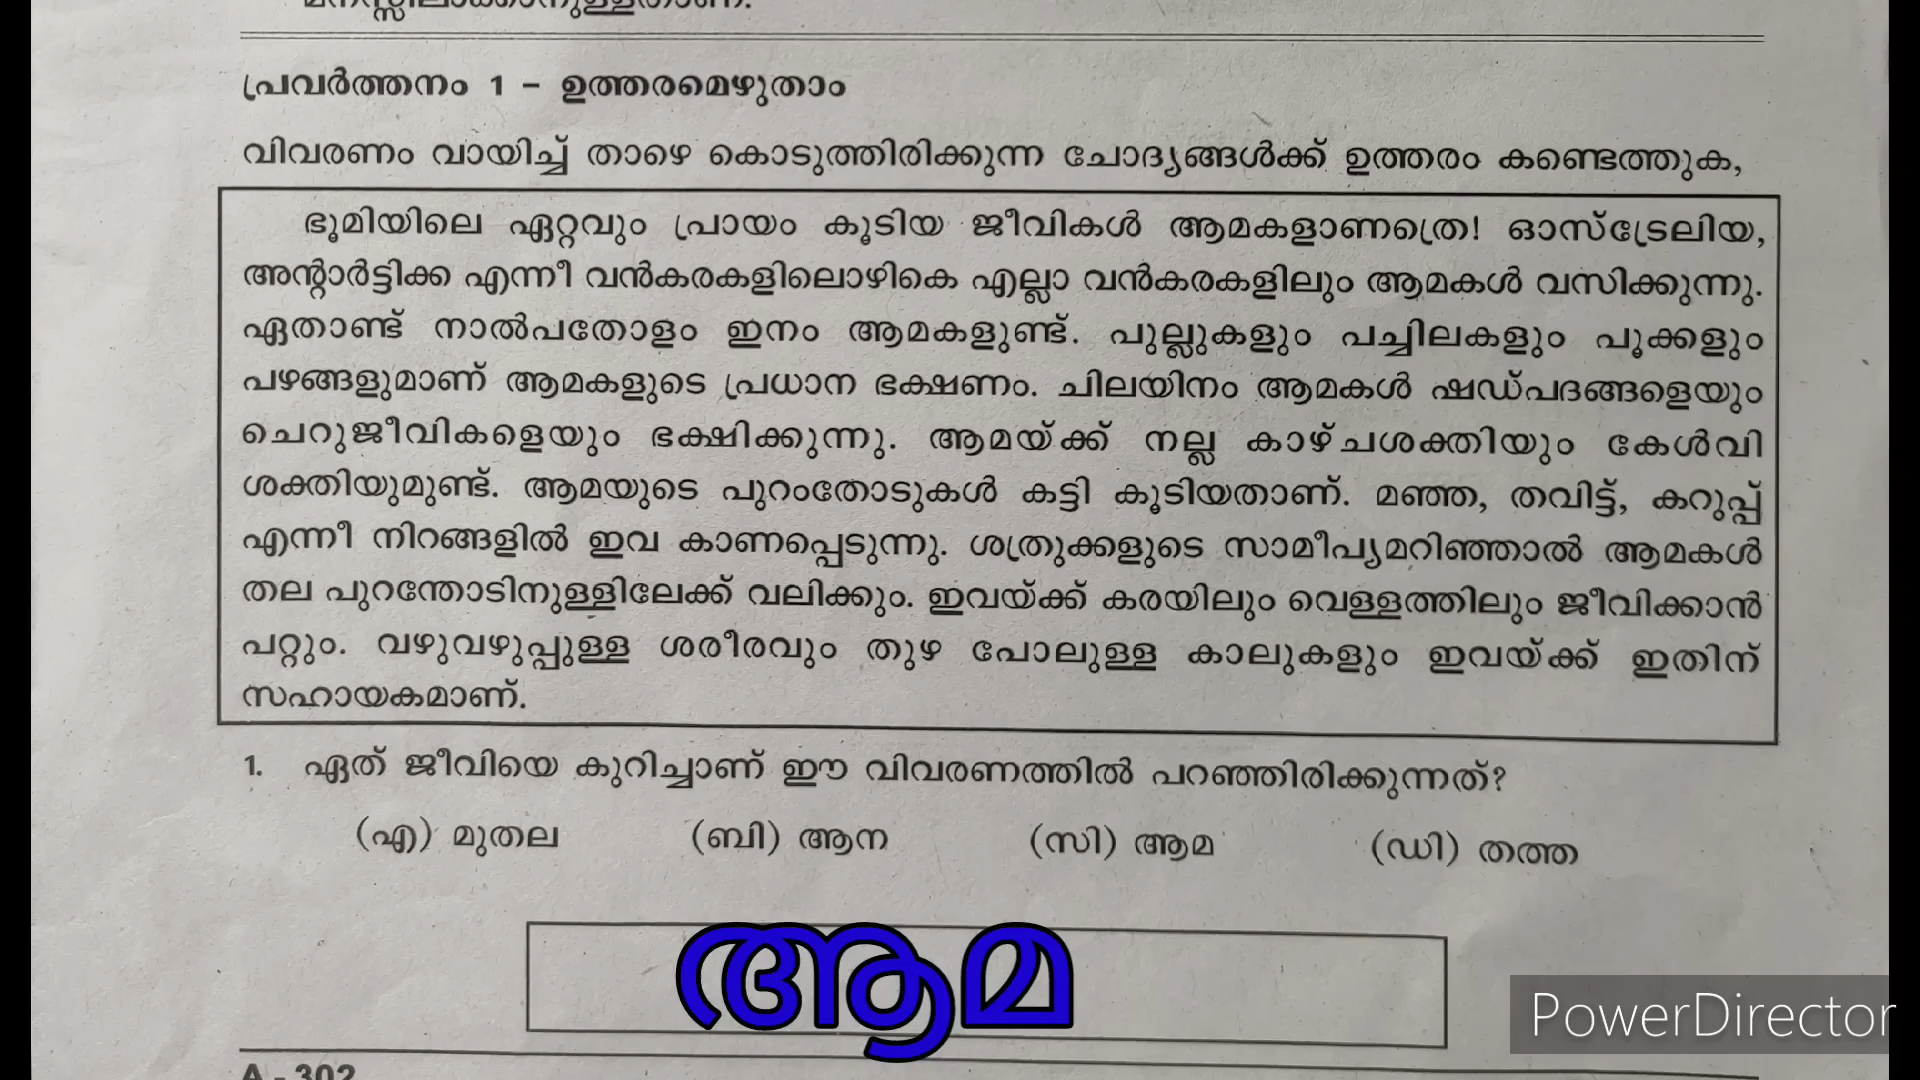 മനസ്സിലാക്കാനുള്ളതാണ്.
പ്രവർത്തനം 1 – ഉത്തരമെഴുതാം
വിവരണം വായിച്ച് താഴെ കൊടുത്തിരിക്കുന്ന ചോദ്യങ്ങൾക്ക് ഉത്തരം കണ്ടെത്തുക,
ഭൂമിയിലെ ഏറ്റവും പ്രായം കൂടിയ ജീവികൾ ആമകളാണത്രെ! ഓസ്ട്രേലിയ,
അന്റാർട്ടിക്ക എന്നീ വൻകരകളിലൊഴികെ എല്ലാ വൻകരകളിലും ആമകൾ വസിക്കുന്നു.
ഏതാണ്ട് നാൽപതോളം ഇനം ആമകളുണ്ട്. പുല്ലുകളും പച്ചിലകളും പൂക്കളും
പഴങ്ങളുമാണ് ആമകളുടെ പ്രധാന ഭക്ഷണം. ചിലയിനം ആമകൾ ഷഡ്പദങ്ങളെയും
ചെറുജീവികളെയും ഭക്ഷിക്കുന്നു. ആമയ്ക്ക് നല്ല കാഴ്ചശക്തിയും കേൾവി
ശക്തിയുമുണ്ട്. ആമയുടെ പുറംതോടുകൾ കട്ടി കൂടിയതാണ്. മഞ്ഞ, തവിട്ട്, കറുപ്പ്
എന്നീ നിറങ്ങളിൽ ഇവ കാണപ്പെടുന്നു. ശത്രുക്കളുടെ സാമീപ്യമറിഞ്ഞാൽ ആമകൾ
തല പുറന്തോടിനുള്ളിലേക്ക് വലിക്കും. ഇവയ്ക്ക് കരയിലും വെള്ളത്തിലും ജീവിക്കാൻ
പറ്റും. വഴുവഴുപ്പുള്ള ശരീരവും തുഴ പോലുള്ള കാലുകളും ഇവയ്ക്ക് ഇതിന്
സഹായകമാണ്.
1. ഏത് ജീവിയെ കുറിച്ചാണ് ഈ വിവരണത്തിൽ പറഞ്ഞിരിക്കുന്നത്?
(എ) മുതല (ബി) ആന (സി) ആമ (ഡി) തത്ത
ആമ
PowerDirector
A - 302